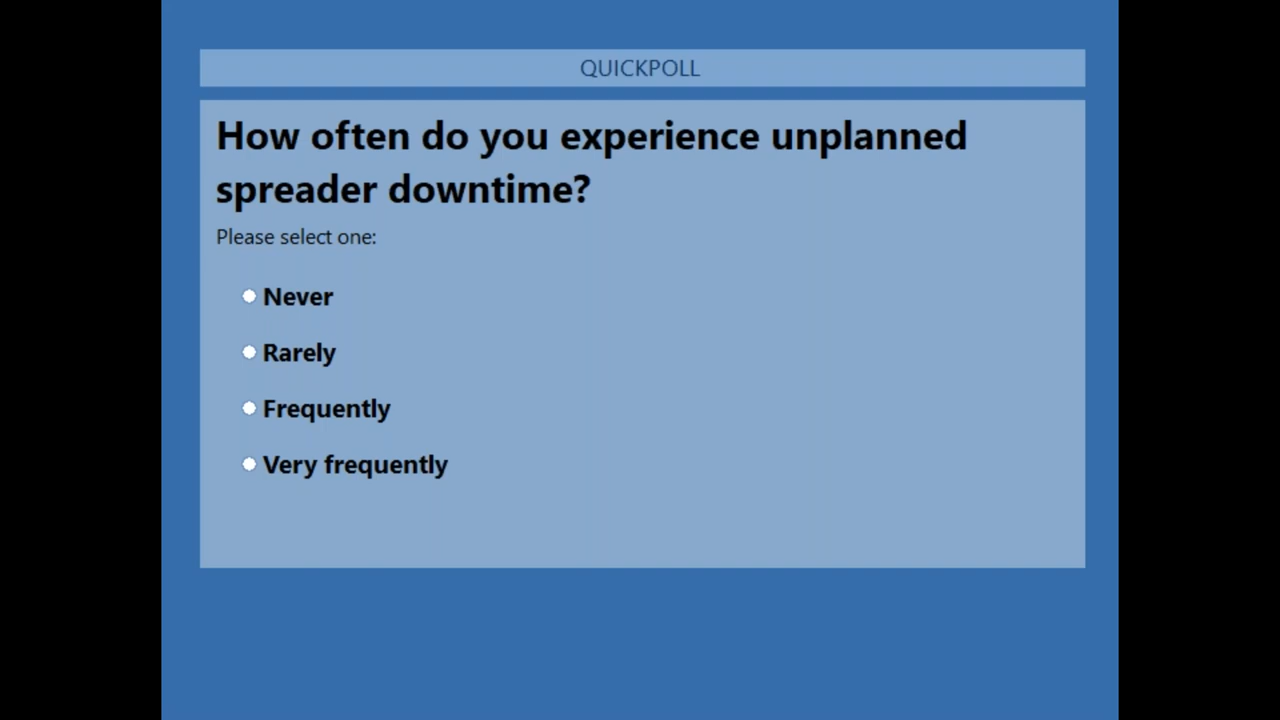 QUICKPOLL
How often do you experience unplanned
spreader downtime?
Please select one:
Never
Rarely
Frequently
Very frequently